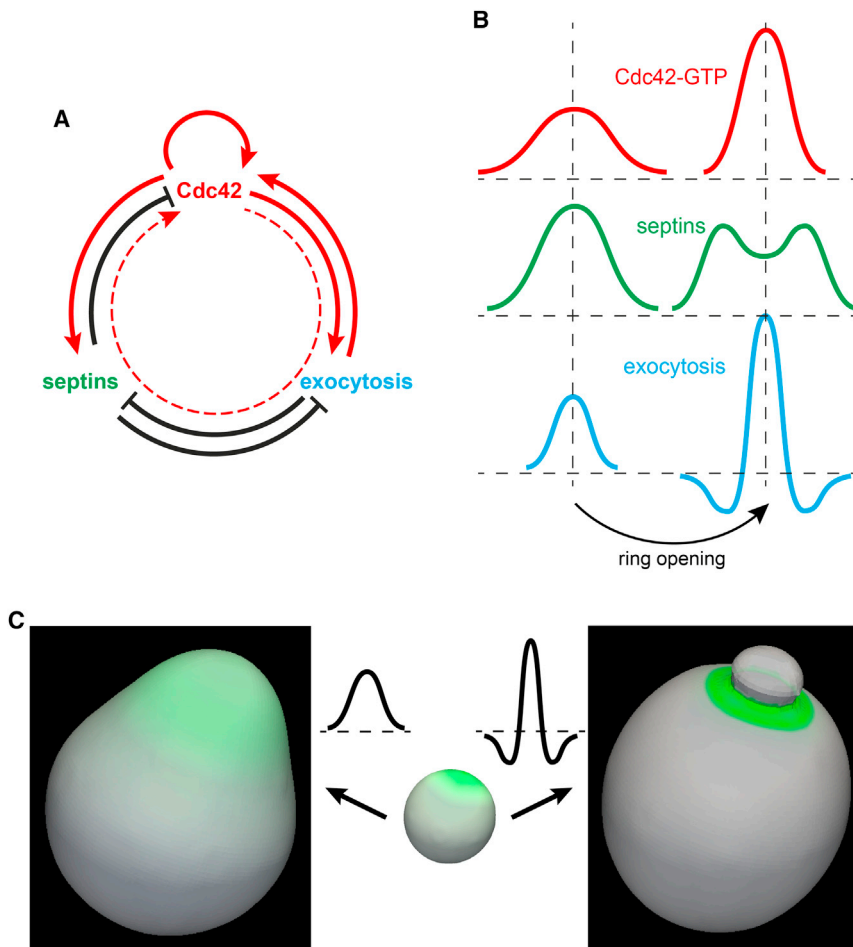 A
Cdc42
septins
exocytosis
B
Cdc42-GTP
septins
exocytosis
ring opening
C